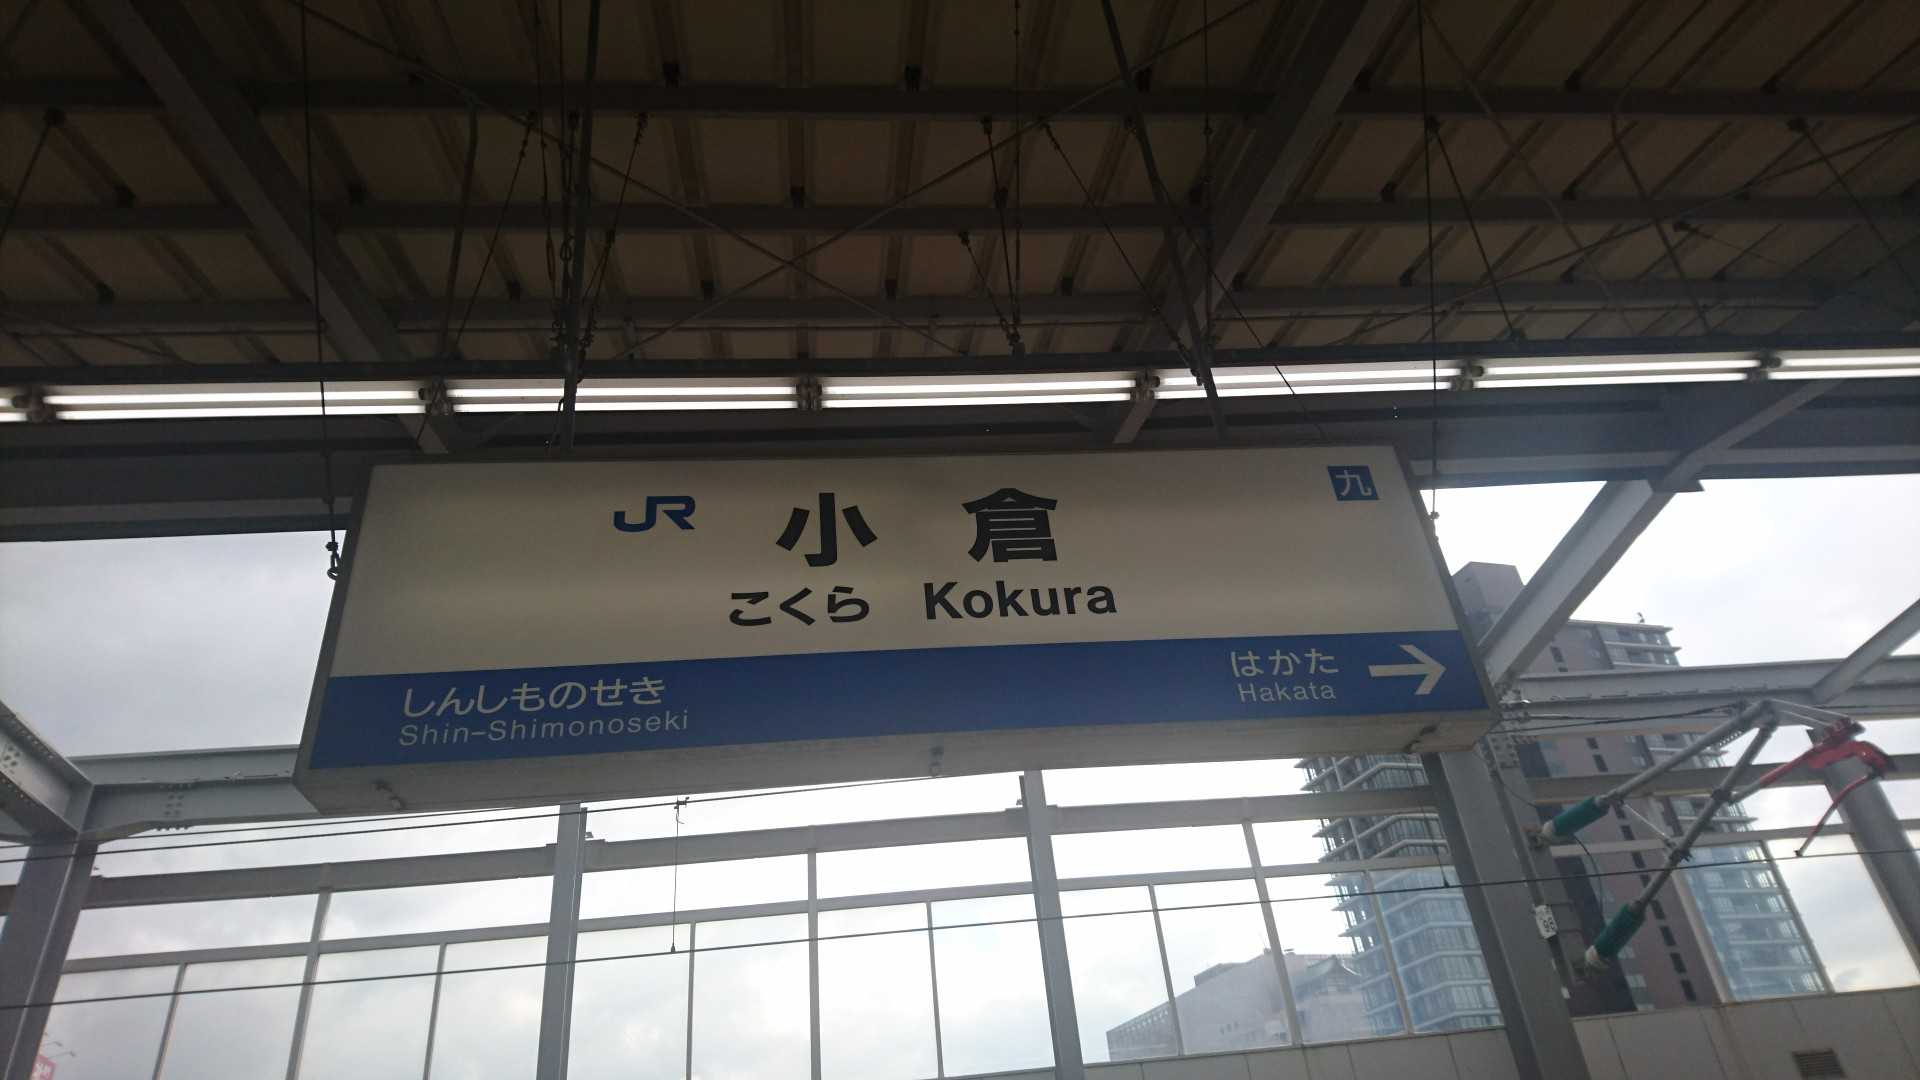 JR 小倉 九
こくら Kokura
しんしものせき
Shin-Shimonoseki
はかた
Hakata